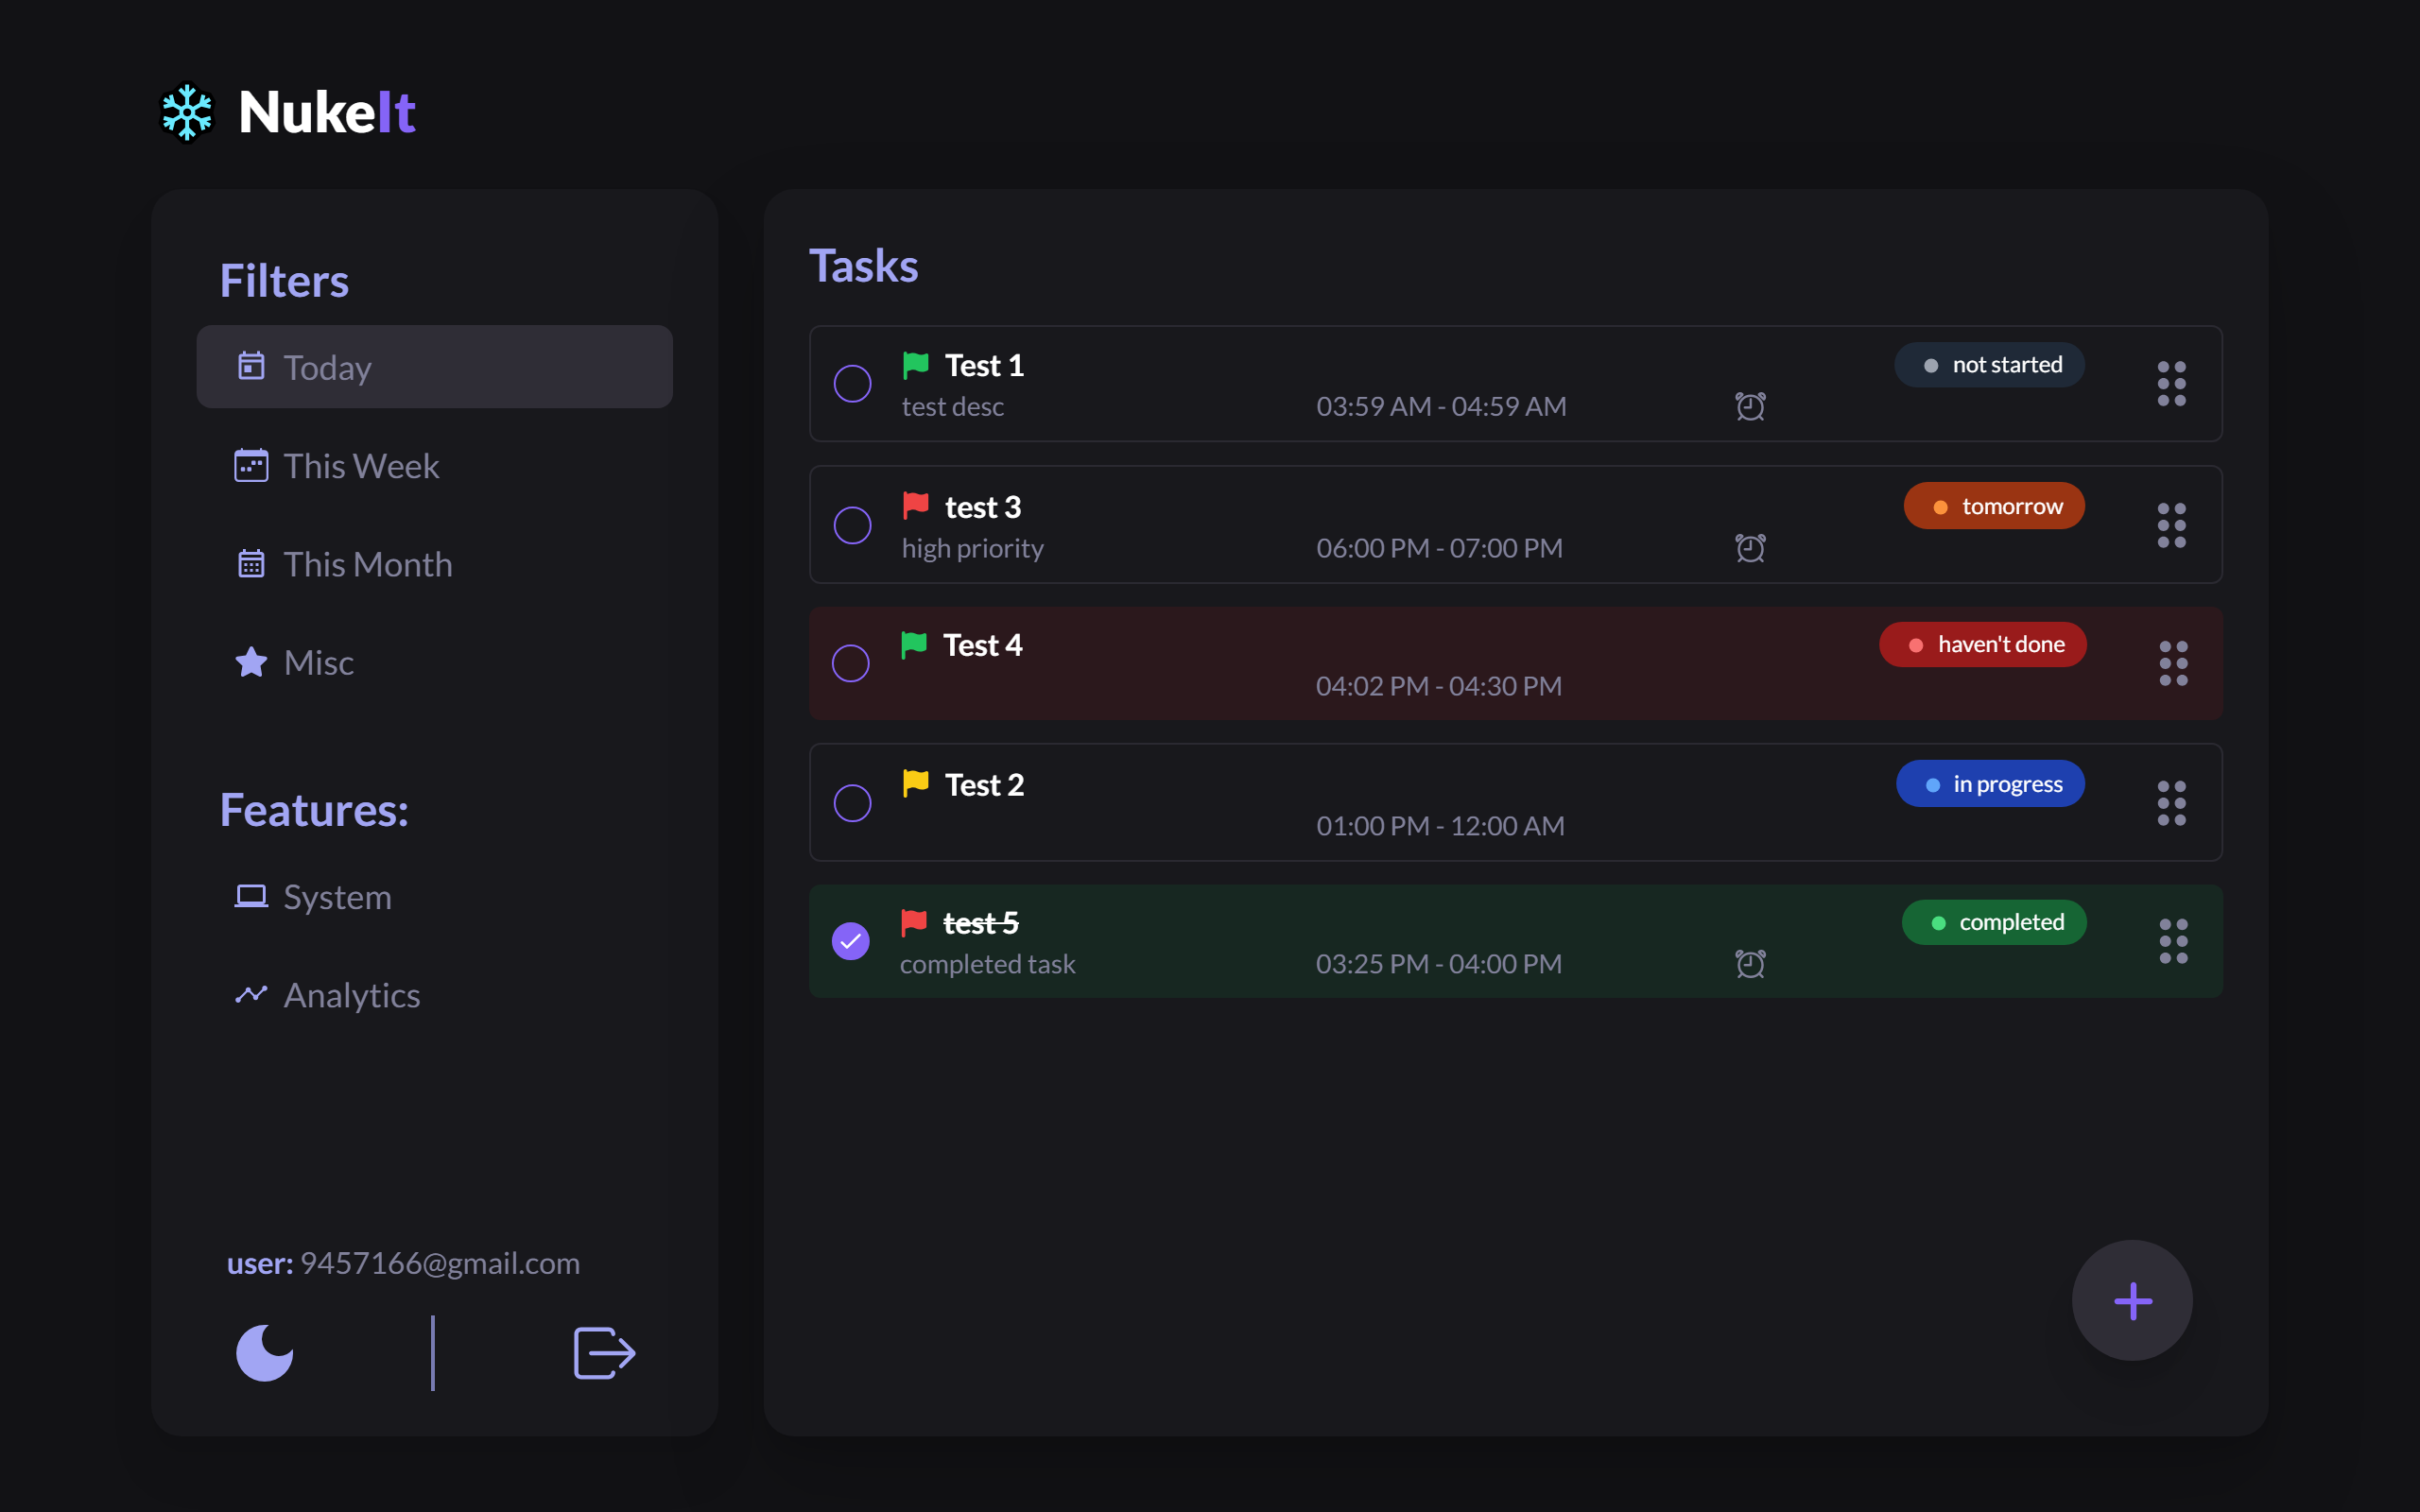 NukeIt
Filters
Today
This Week
This Month
Misc
Features:
System
Analytics
user: 9457166@gmail.com
Tasks
Test 1
not started
test desc
03:59 AM - 04:59 AM
test 3
tomorrow
high priority
06:00 PM - 07:00 PM
Test 4
haven't done
04:02 PM - 04:30 PM
Test 2
in progress
01:00 PM - 12:00 AM
test 5
completed
completed task
03:25 PM - 04:00 PM